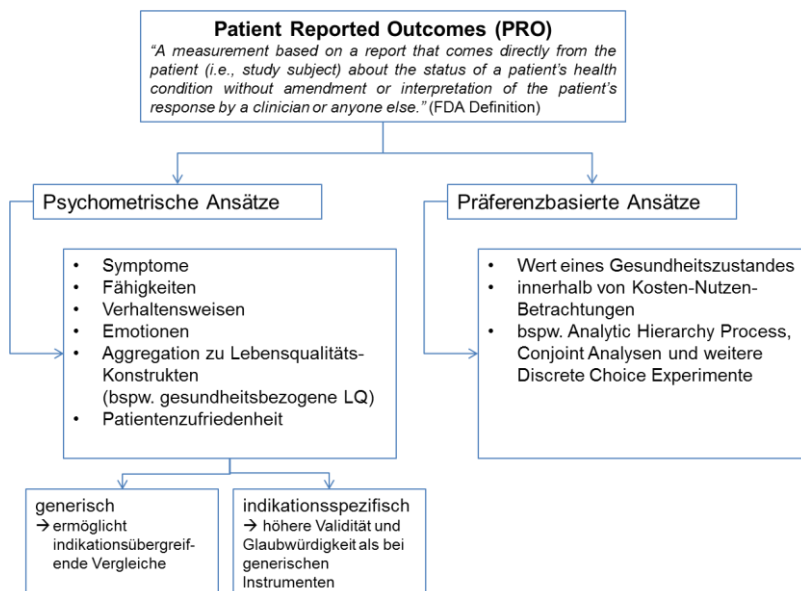 Patient Reported Outcomes (PRO)
“A measurement based on a report that comes directly from the
patient (i.e., study subject) about the status of a patient’s health
condition without amendment or interpretation of the patient’s
response by a clinician or anyone else.” (FDA Definition)
Psychometrische Ansätze
Präferenzbasierte Ansätze
• Symptome
• Fähigkeiten
• Verhaltensweisen
• Emotionen
• Aggregation zu Lebensqualitäts-
Konstrukten
(bspw. gesundheitsbezogene LQ)
• Patientenzufriedenheit
• Wert eines Gesundheitszustandes
• innerhalb von Kosten-Nutzen-
Betrachtungen
• bspw. Analytic Hierarchy Process,
Conjoint Analysen und weitere
Discrete Choice Experimente
generisch
→ ermöglicht
indikationsübergreif-
ende Vergleiche
indikationsspezifisch
→ höhere Validität und
Glaubwürdigkeit als bei
generischen
Instrumenten